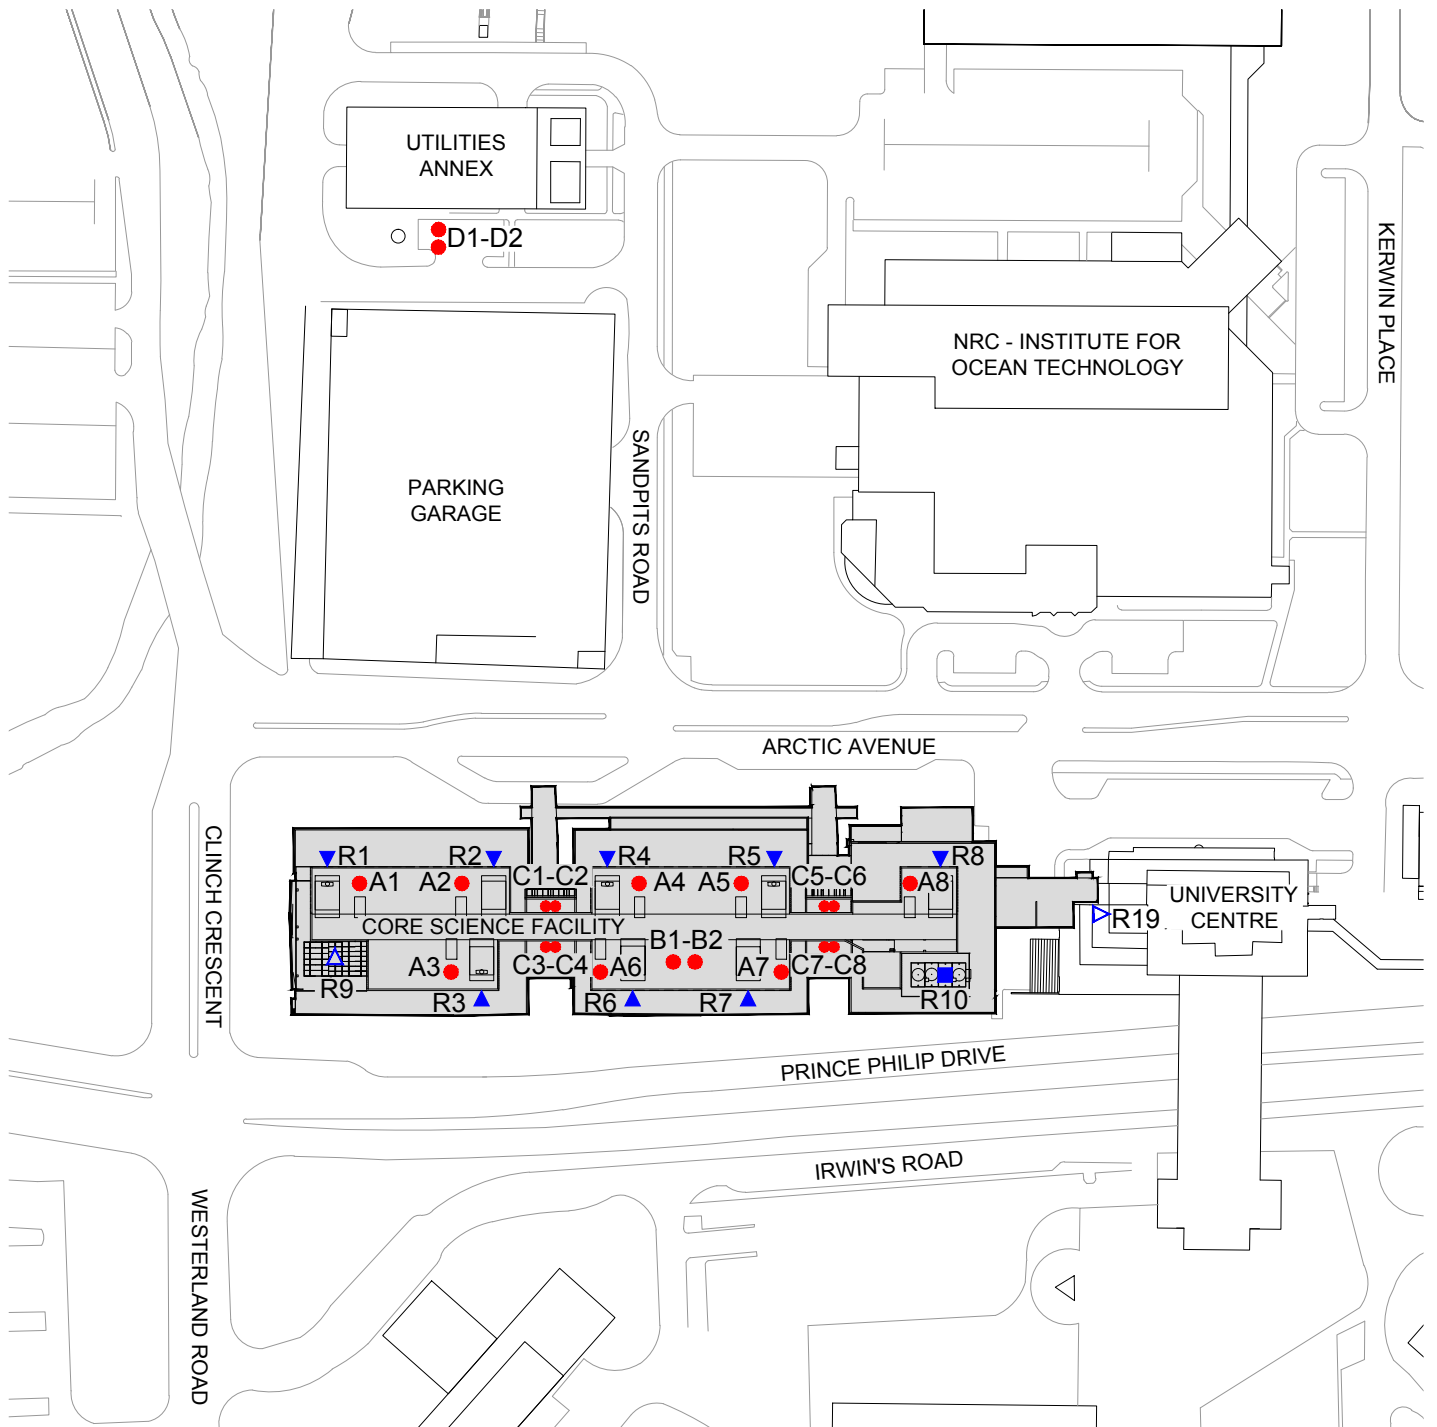 UTILITIES
ANNEX
D1-D2
KERWIN PLACE
NRC - INSTITUTE FOR
OCEAN TECHNOLOGY
PARKING
GARAGE
SANDPITS ROAD
ARCTIC AVENUE
CLINCH CRESCENT
R1
R2
R4
R5
R8
A1
A2
C1-C2
A4
A5
C5-C6
A8
UNIVERSITY
CENTRE
R19
CORE SCIENCE FACILITY
B1-B2
A3
C3-C4
A6
A7
C7-C8
R9
R3
R6
R7
R10
PRINCE PHILIP DRIVE
IRWIN'S ROAD
WESTERLAND ROAD